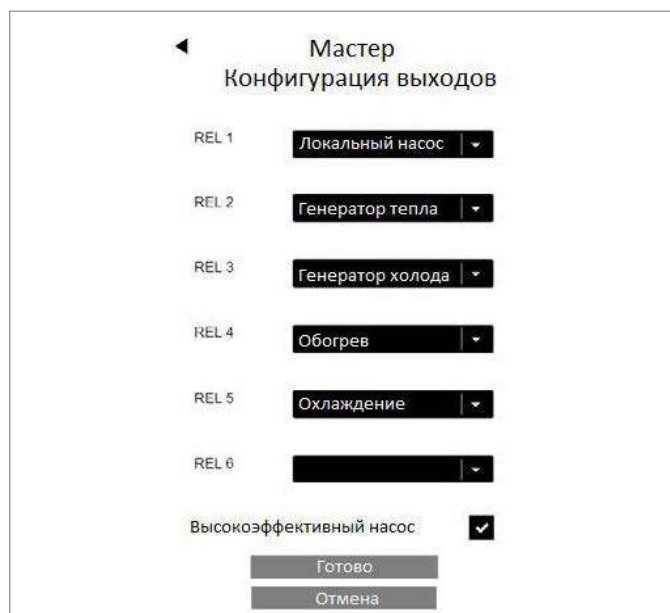 Мастер
Конфигурация выходов
REL 1 Локальный насос
REL 2 Генератор тепла
REL 3 Генератор холода
REL 4 Обогрев
REL 5 Охлаждение
REL 6
Высокоэффективный насос
Готово
Отмена